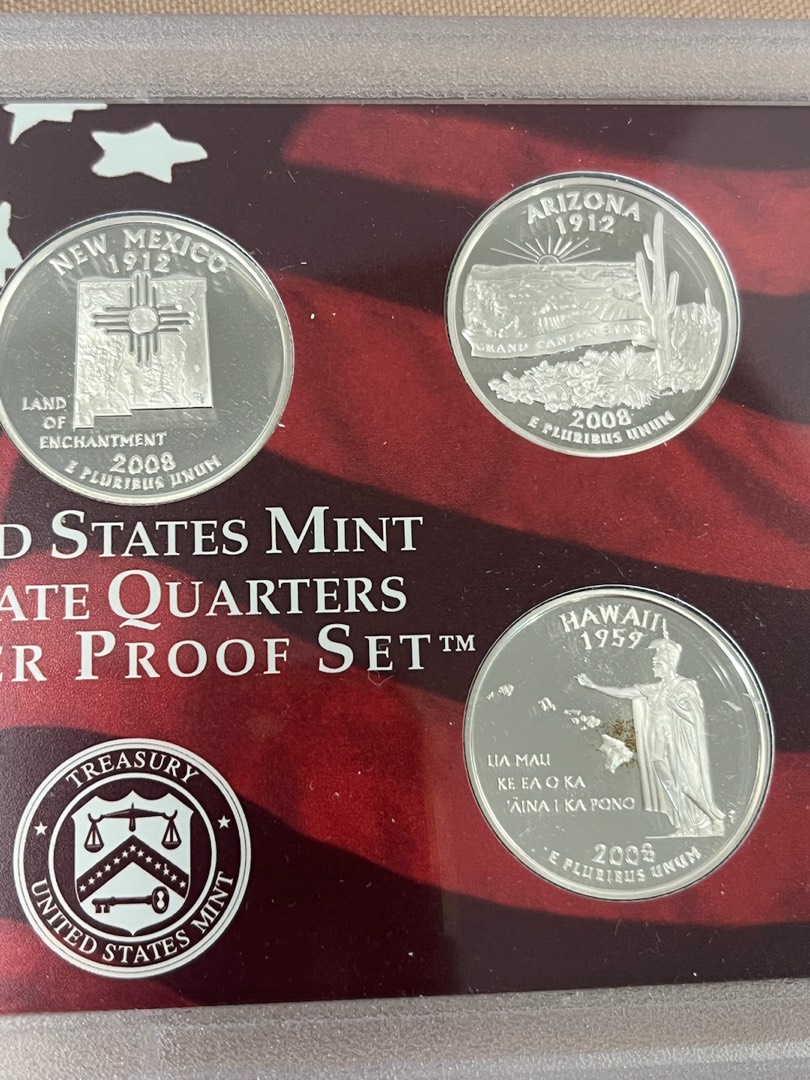 NEW MEXICO
1912
LAND
OF
ENCHANTMENT
2008
E PLURIBUS UNUM
ARIZONA
1912
GRAND CANYON STATE
2008
E PLURIBUS UNUM
D STATES MINT
ATE QUARTERS
ER PROOF SET™
HAWAII
1959
UA MAU
KE EA O KA
ʻĀINA I KA PONO
2008
E PLURIBUS UNUM
TREASURY
UNITED STATES MINT